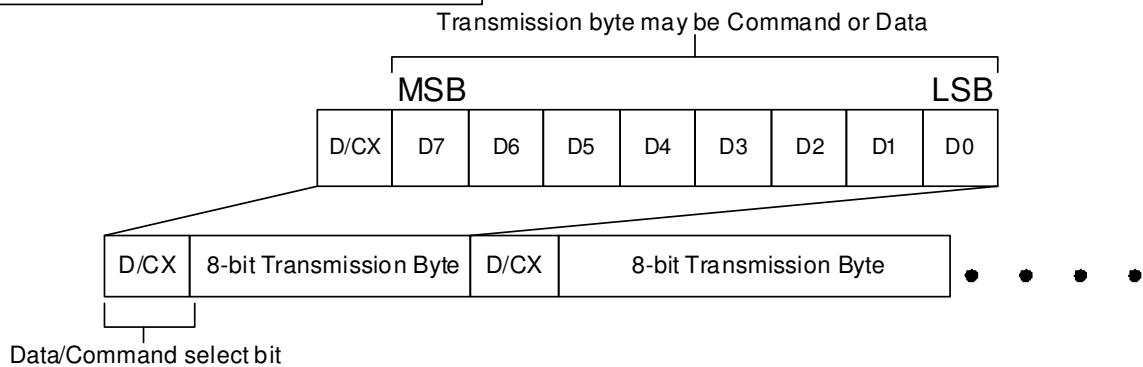 Transmission byte may be Command or Data
MSB LSB
D/CX D7 D6 D5 D4 D3 D2 D1 D0
D/CX 8-bit Transmission Byte D/CX 8-bit Transmission Byte
Data/Command select bit